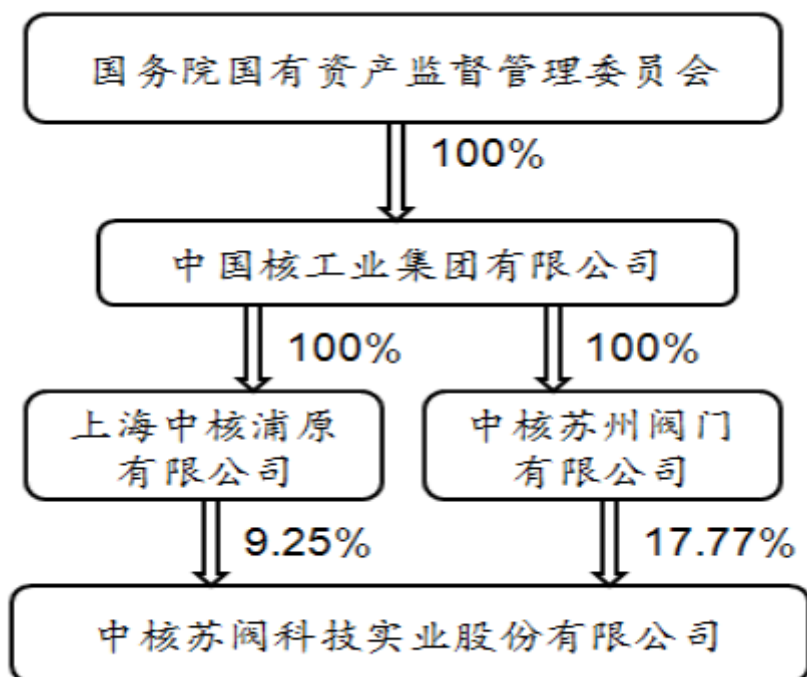 国务院国有资产监督管理委员会
100%
中国核工业集团有限公司
100%
100%
上海中核浦原
有限公司
中核苏州阀门
有限公司
9.25%
17.77%
中核苏阀科技实业股份有限公司